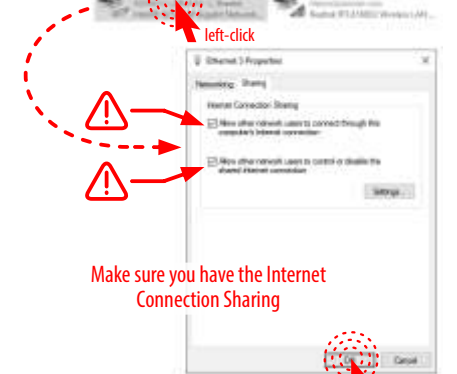 left-click
Ethernet 3 Properties
Networking Sharing
Internet Connection Sharing
Allow other network users to connect through this
computer's Internet connection
Allow other network users to control or disable the
shared Internet connection
Settings...
Make sure you have the Internet
Connection Sharing
OK Cancel